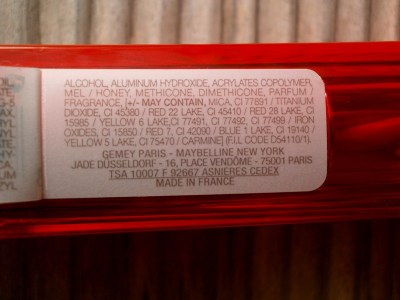 ALCOHOL, ALUMINUM HYDROXIDE, ACRYLATES COPOLYMER,
MEL / HONEY, METHICONE, DIMETHICONE, PARFUM /
FRAGRANCE, [+/- MAY CONTAIN, MICA, CI 77891 / TITANIUM
DIOXIDE, CI 45380 / RED 22 LAKE, CI 45410 / RED 28 LAKE, CI
15985 / YELLOW 6 LAKE, CI 77491, CI 77492, CI 77499 / IRON
OXIDES, CI 15850 / RED 7, CI 42090 / BLUE 1 LAKE, CI 19140 /
YELLOW 5 LAKE, CI 75470 / CARMINE] (F.I.L CODE D54110/1).
GEMEY PARIS - MAYBELLINE NEW YORK
JADE DÜSSELDORF - 16, PLACE VENDÔME - 75001 PARIS
TSA 10007 F 92667 ASNIERES CEDEX
MADE IN FRANCE